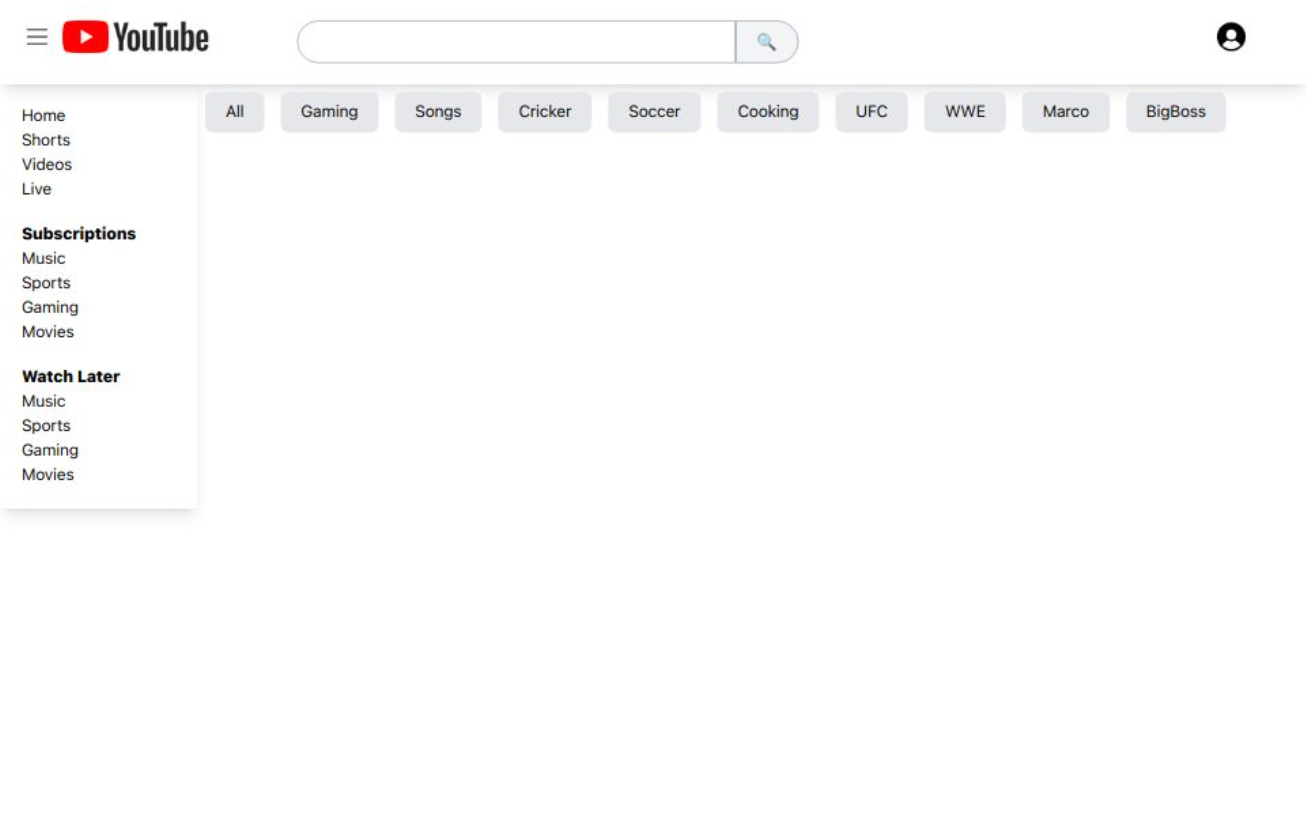 YouTube
All Gaming Songs Cricker Soccer Cooking UFC WWE Marco BigBoss
Home
Shorts
Videos
Live
Subscriptions
Music
Sports
Gaming
Movies
Watch Later
Music
Sports
Gaming
Movies